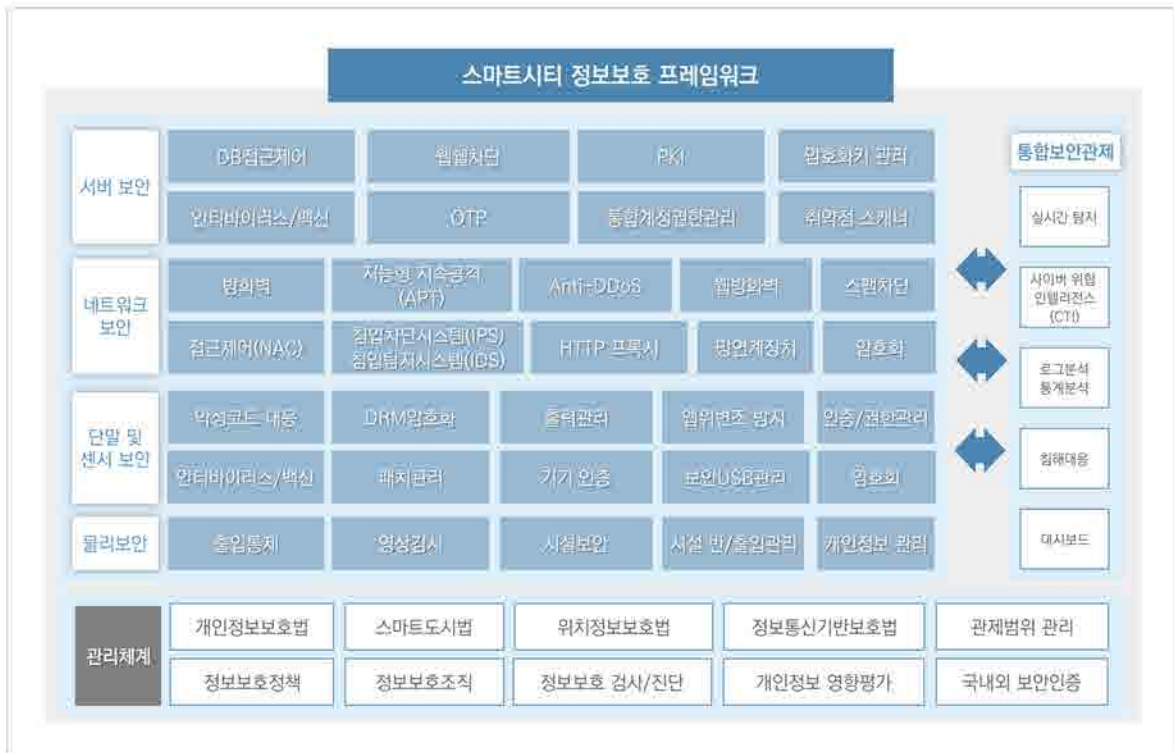 스마트시티 정보보호 프레임워크
서버 보안
DB접근제어
웹쉘차단
PKI
암호화키 관리
안티바이러스/백신
OTP
통합계정권한관리
취약점 스캐너
네트워크
보안
방화벽
지능형 지속공격
(APT)
Anti-DDoS
웹방화벽
스팸차단
접근제어(NAC)
침입차단시스템(IPS)
침입탐지시스템(IDS)
HTTP 프록시
망연계장치
암호화
단말 및
센서 보안
악성코드 대응
DRM암호화
출력관리
앱위변조 방지
인증/권한관리
안티바이러스/백신
패치관리
기기 인증
보안USB관리
암호화
물리보안
출입통제
영상감시
시설보안
시설 반/출입관리
개인정보 관리
통합보안관제
실시간 탐지
사이버 위협
인텔리전스
(CTI)
로그분석
통계분석
침해대응
대시보드
관리체계
개인정보보호법
스마트도시법
위치정보보호법
정보통신기반보호법
관제범위 관리
정보보호정책
정보보호조직
정보보호 검사/진단
개인정보 영향평가
국내외 보안인증